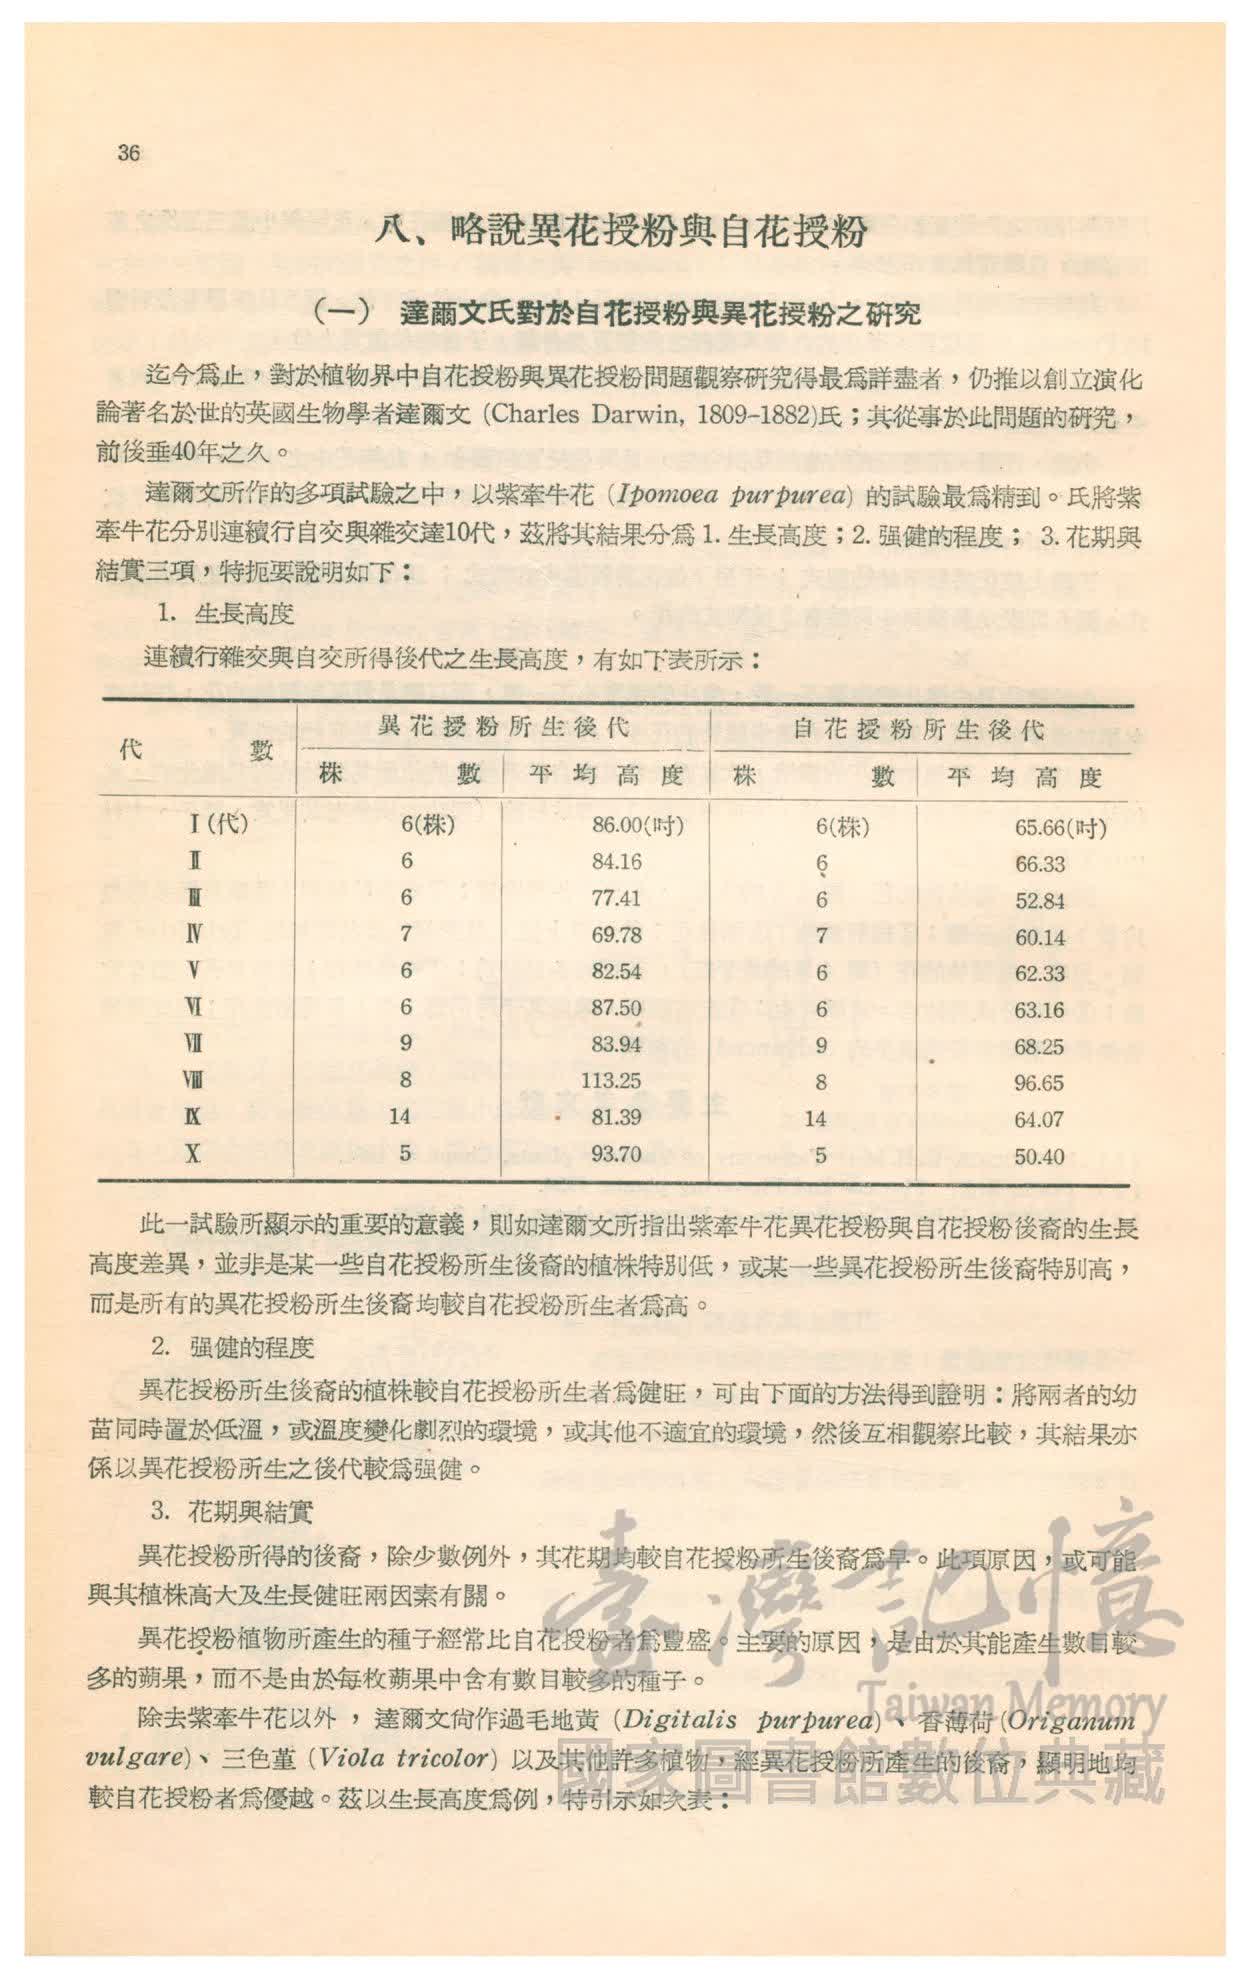 36
八、略說異花授粉與自花授粉
(一) 達爾文氏對於自花授粉與異花授粉之研究
迄今爲止，對於植物界中自花授粉與異花授粉問題觀察研究得最爲詳盡者，仍推以創立演化
論著名於世的英國生物學者達爾文 (Charles Darwin, 1809-1882)氏；其從事於此問題的研究，
前後垂40年之久。
達爾文所作的多項試驗之中，以紫牽牛花 (Ipomoea purpurea) 的試驗最爲精到。氏將紫
牽牛花分別連續行自交與雜交達10代，茲將其結果分爲 1. 生長高度；2. 强健的程度； 3. 花期與
結實三項，特扼要說明如下：
1. 生長高度
連續行雜交與自交所得後代之生長高度，有如下表所示：
代數 異花授粉所生後代 自花授粉所生後代
株數 平均高度 株數 平均高度
I (代) 6(株) 86.00(吋) 6(株) 65.66(吋)
II 6 84.16 6 66.33
III 6 77.41 6 52.84
IV 7 69.78 7 60.14
V 6 82.54 6 62.33
VI 6 87.50 6 63.16
VII 9 83.94 9 68.25
VIII 8 113.25 8 96.65
IX 14 81.39 14 64.07
X 5 93.70 5 50.40
此一試驗所顯示的重要的意義，則如達爾文所指出紫牽牛花異花授粉與自花授粉後裔的生長
高度差異，並非是某一些自花授粉所生後裔的植株特別低，或某一些異花授粉所生後裔特別高，
而是所有的異花授粉所生後裔均較自花授粉所生者爲高。
2. 强健的程度
異花授粉所生後裔的植株較自花授粉所生者爲健旺，可由下面的方法得到證明：將兩者的幼
苗同時置於低溫，或溫度變化劇烈的環境，或其他不適宜的環境，然後互相觀察比較，其結果亦
係以異花授粉所生之後代較爲强健。
3. 花期與結實
異花授粉所得的後裔，除少數例外，其花期均較自花授粉所生後裔爲早。此項原因，或可能
與其植株高大及生長健旺兩因素有關。
異花授粉植物所產生的種子經常比自花授粉者爲豐盛。主要的原因，是由於其能產生數目較
多的蒴果，而不是由於每枚蒴果中含有數目較多的種子。
除去紫牽牛花以外，達爾文尙作過毛地黃 (Digitalis purpurea)、香薄荷 (Origanum
vulgare)、三色堇 (Viola tricolor) 以及其他許多植物，經異花授粉所產生的後裔，顯明地均
較自花授粉者爲優越。茲以生長高度爲例，特引示如次表：
臺灣記憶
Taiwan Memory
國家圖書館數位典藏